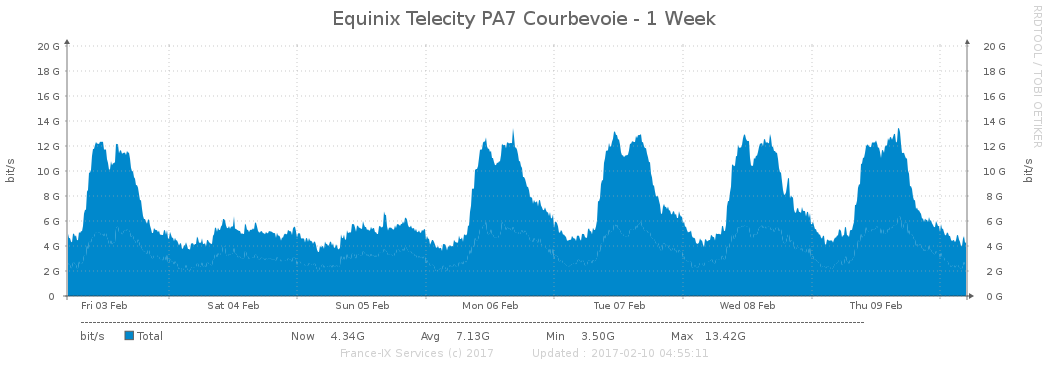 Equinix Telecity PA7 Courbevoie - 1 Week
RRDTOOL / TOBI OETIKER
bit/s
20 G
18 G
16 G
14 G
12 G
10 G
8 G
6 G
4 G
2 G
0
20 G
18 G
16 G
14 G
12 G
10 G
8 G
6 G
4 G
2 G
0 G
bit/s
Fri 03 Feb Sat 04 Feb Sun 05 Feb Mon 06 Feb Tue 07 Feb Wed 08 Feb Thu 09 Feb
bit/s Total Now 4.34G Avg 7.13G Min 3.50G Max 13.42G
France-IX Services (c) 2017 Updated : 2017-02-10 04:55:11